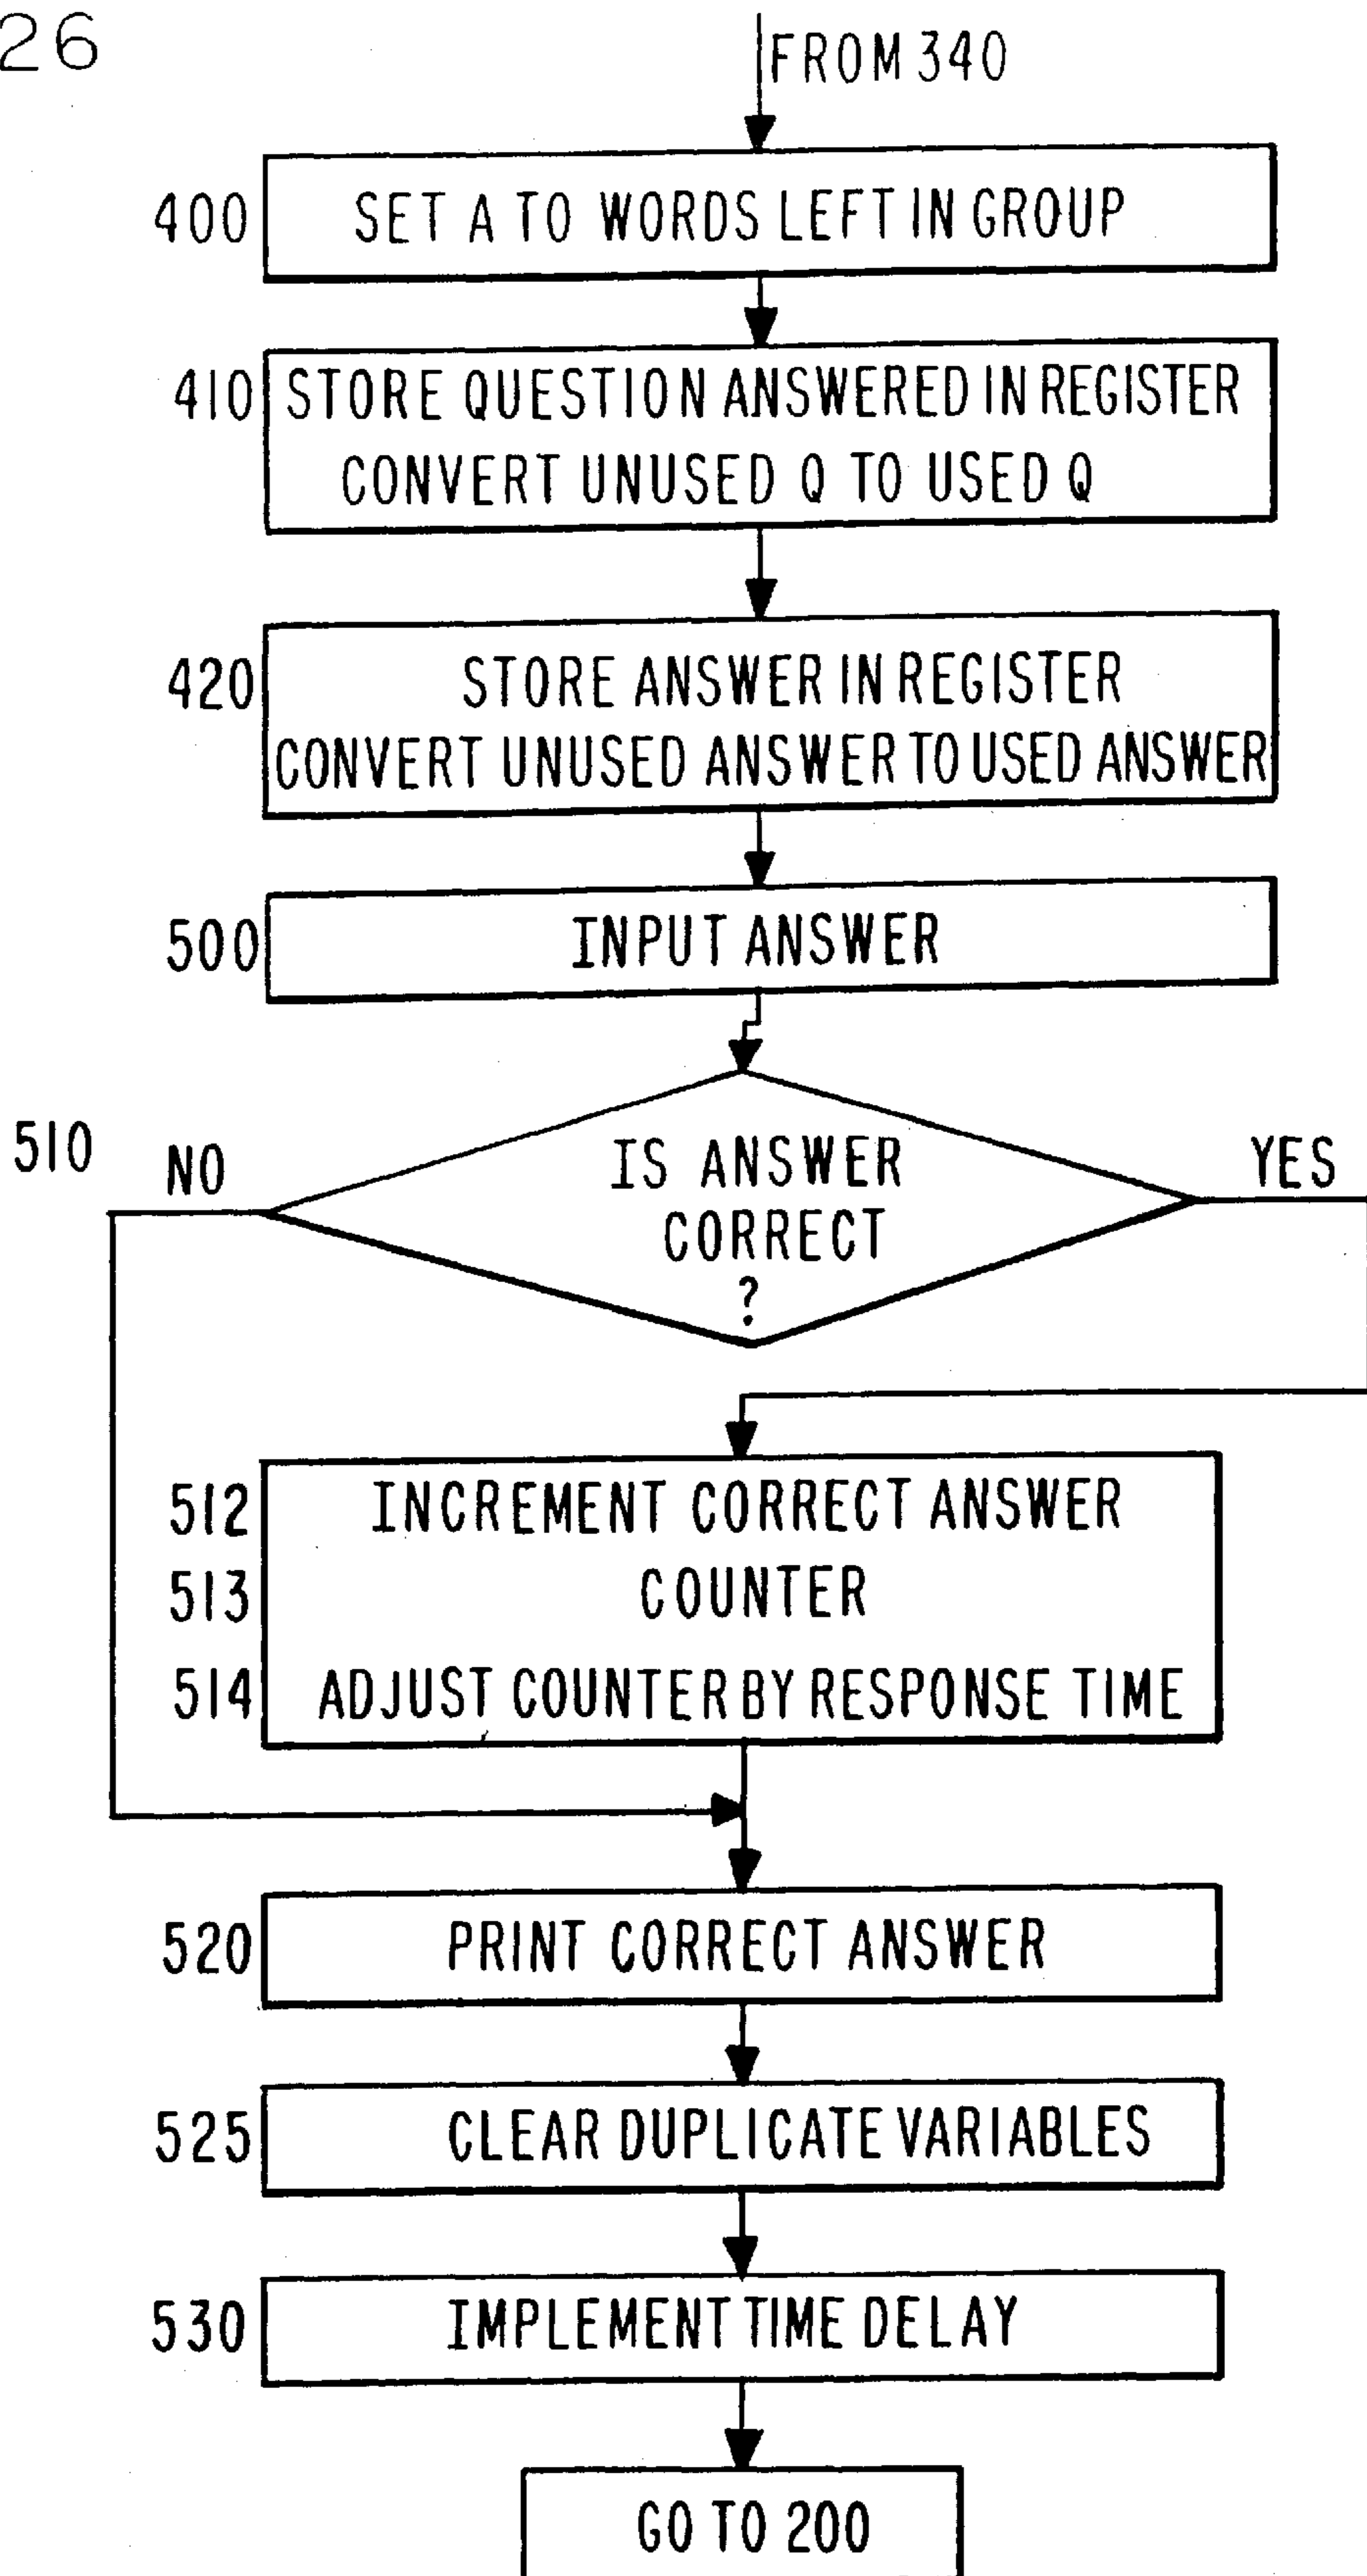 26
FROM 340
400 SET A TO WORDS LEFT IN GROUP
410 STORE QUESTION ANSWERED IN REGISTER
CONVERT UNUSED Q TO USED Q
420 STORE ANSWER IN REGISTER
CONVERT UNUSED ANSWER TO USED ANSWER
500 INPUT ANSWER
510 NO IS ANSWER YES
CORRECT
?
512 INCREMENT CORRECT ANSWER
513 COUNTER
514 ADJUST COUNTER BY RESPONSE TIME
520 PRINT CORRECT ANSWER
525 CLEAR DUPLICATE VARIABLES
530 IMPLEMENT TIME DELAY
GO TO 200